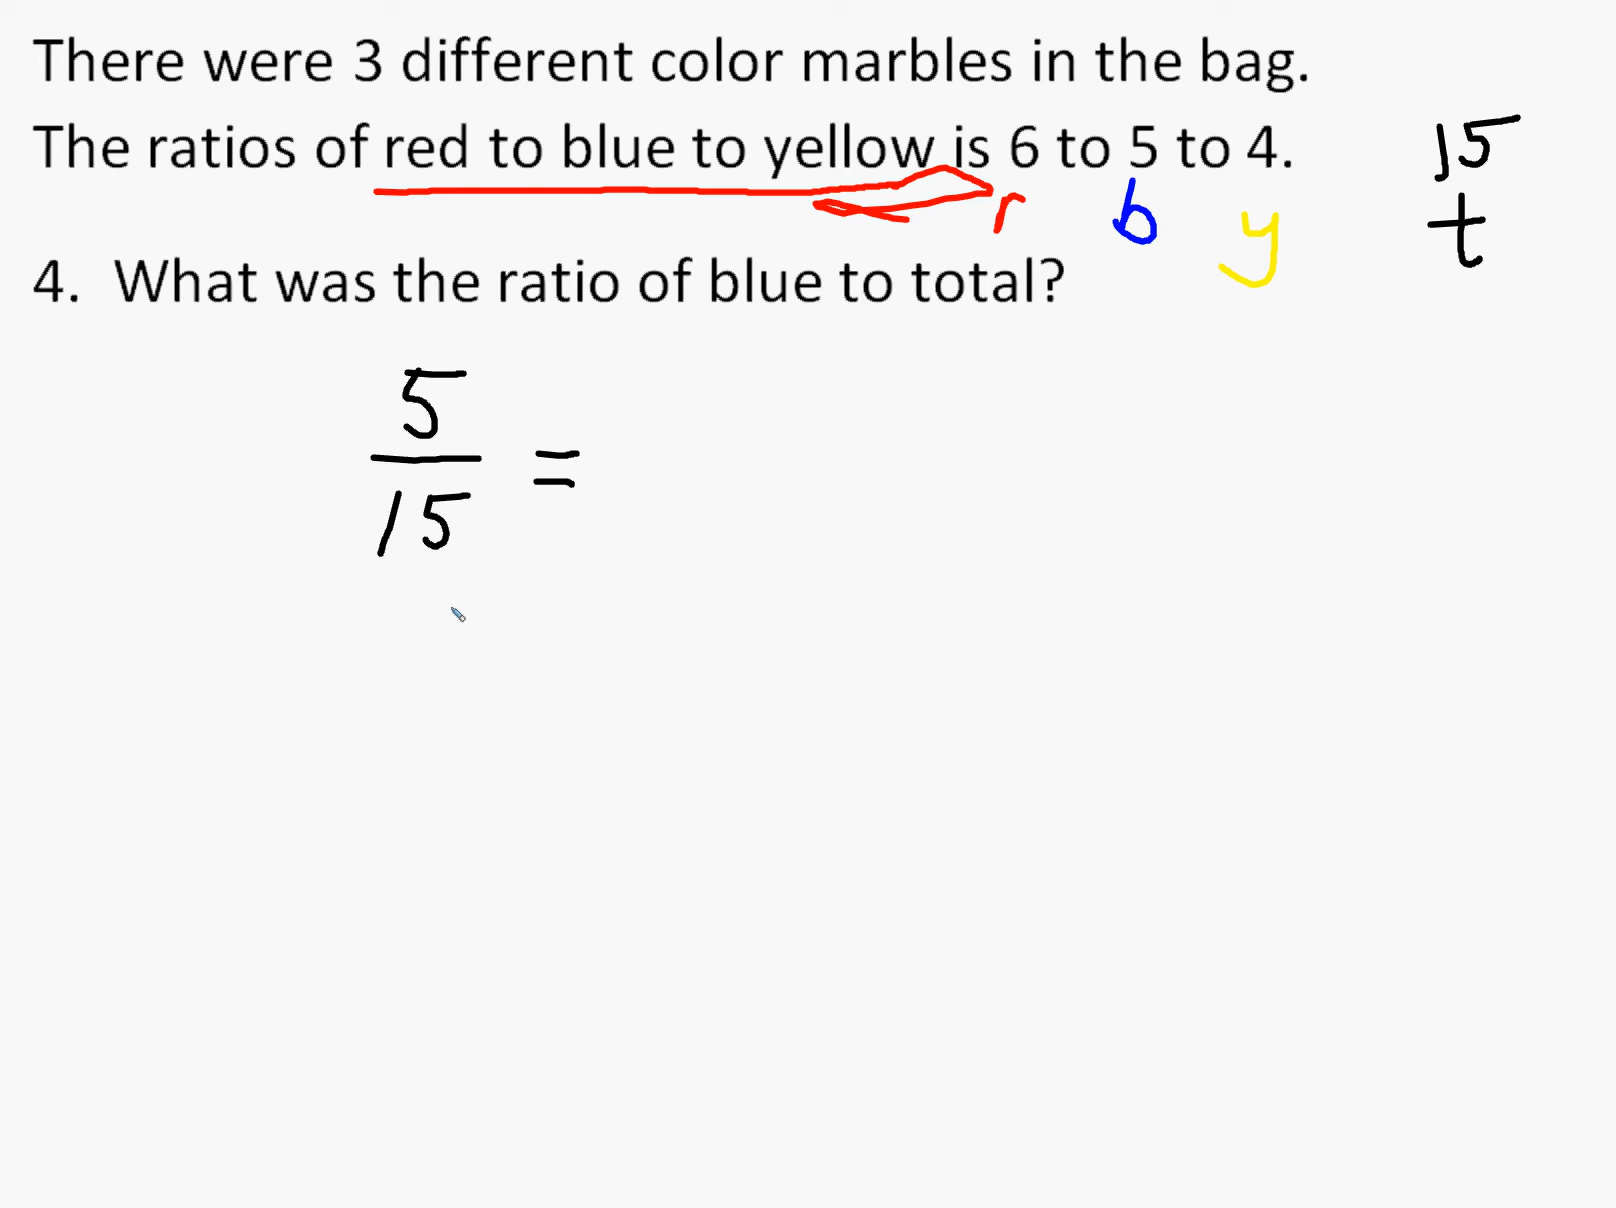 There were 3 different color marbles in the bag.
The ratios of red to blue to yellow is 6 to 5 to 4.
15
r b y t
4. What was the ratio of blue to total?
5
15
=